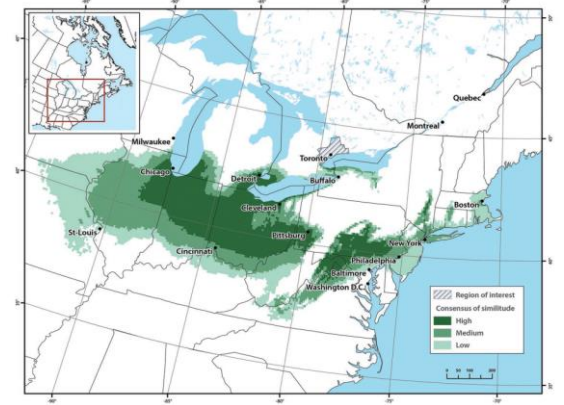 Quebec
Montreal
Milwaukee
Toronto
Chicago
Detroit
Buffalo
Cleveland
Boston
St-Louis
Pittsburg
New York
Cincinnati
Philadelphia
Baltimore
Washington D.C.
Region of interest
Consensus of similitude
High
Medium
Low